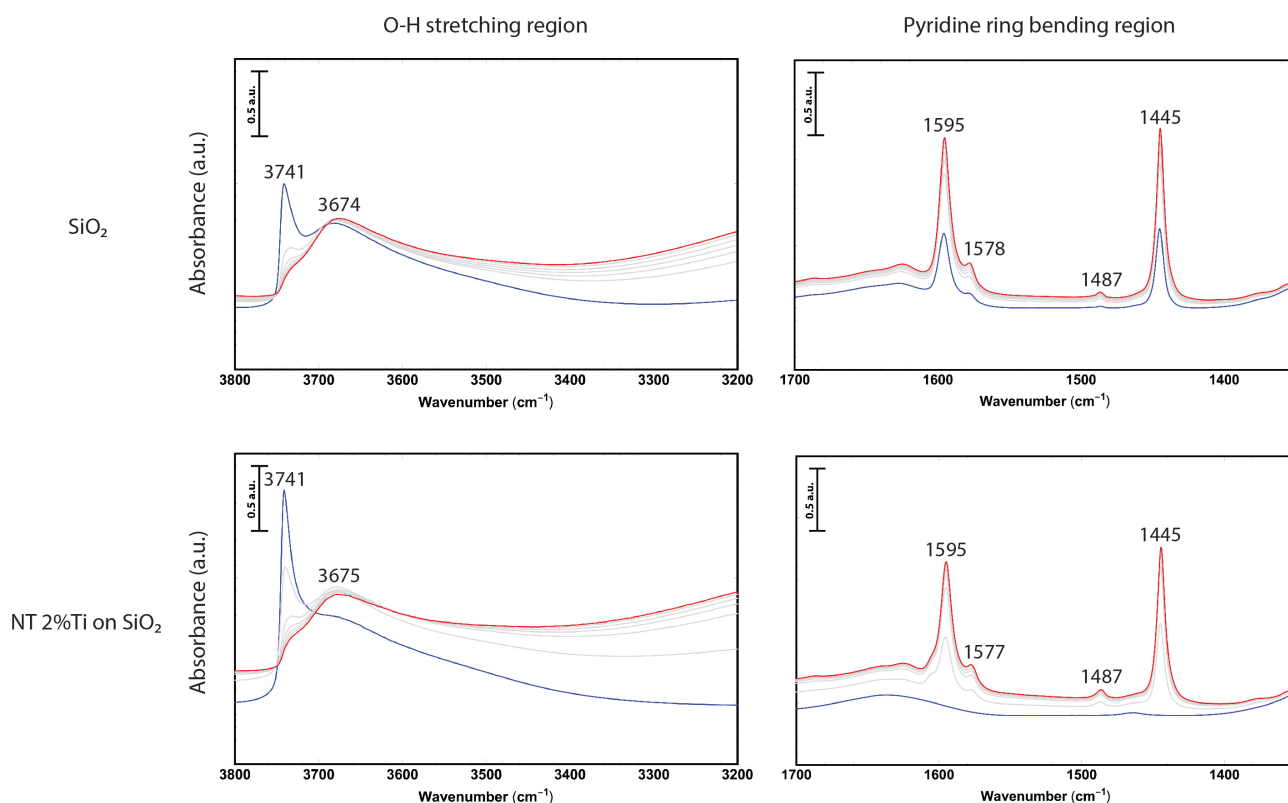 O-H stretching region
Pyridine ring bending region
SiO₂
Absorbance (a.u.)
0.5 a.u.
3741
3674
3800 3700 3600 3500 3400 3300 3200
Wavenumber (cm⁻¹)
0.5 a.u.
1595
1578
1487
1445
1700 1600 1500 1400
Wavenumber (cm⁻¹)
NT 2%Ti on SiO₂
Absorbance (a.u.)
0.5 a.u.
3741
3675
3800 3700 3600 3500 3400 3300 3200
Wavenumber (cm⁻¹)
0.5 a.u.
1595
1577
1487
1445
1700 1600 1500 1400
Wavenumber (cm⁻¹)